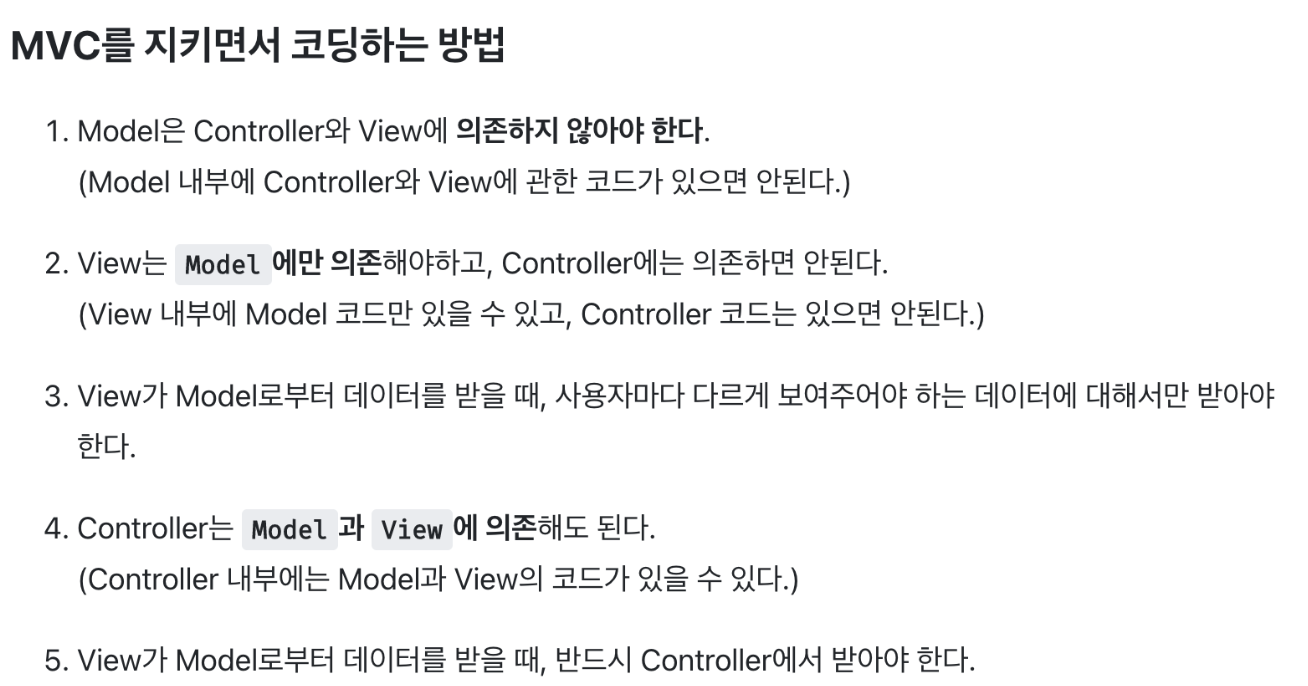 MVC를 지키면서 코딩하는 방법
1. Model은 Controller와 View에 의존하지 않아야 한다.
(Model 내부에 Controller와 View에 관한 코드가 있으면 안된다.)
2. View는 Model 에만 의존해야하고, Controller에는 의존하면 안된다.
(View 내부에 Model 코드만 있을 수 있고, Controller 코드는 있으면 안된다.)
3. View가 Model로부터 데이터를 받을 때, 사용자마다 다르게 보여주어야 하는 데이터에 대해서만 받아야
한다.
4. Controller는 Model 과 View 에 의존해도 된다.
(Controller 내부에는 Model과 View의 코드가 있을 수 있다.)
5. View가 Model로부터 데이터를 받을 때, 반드시 Controller에서 받아야 한다.